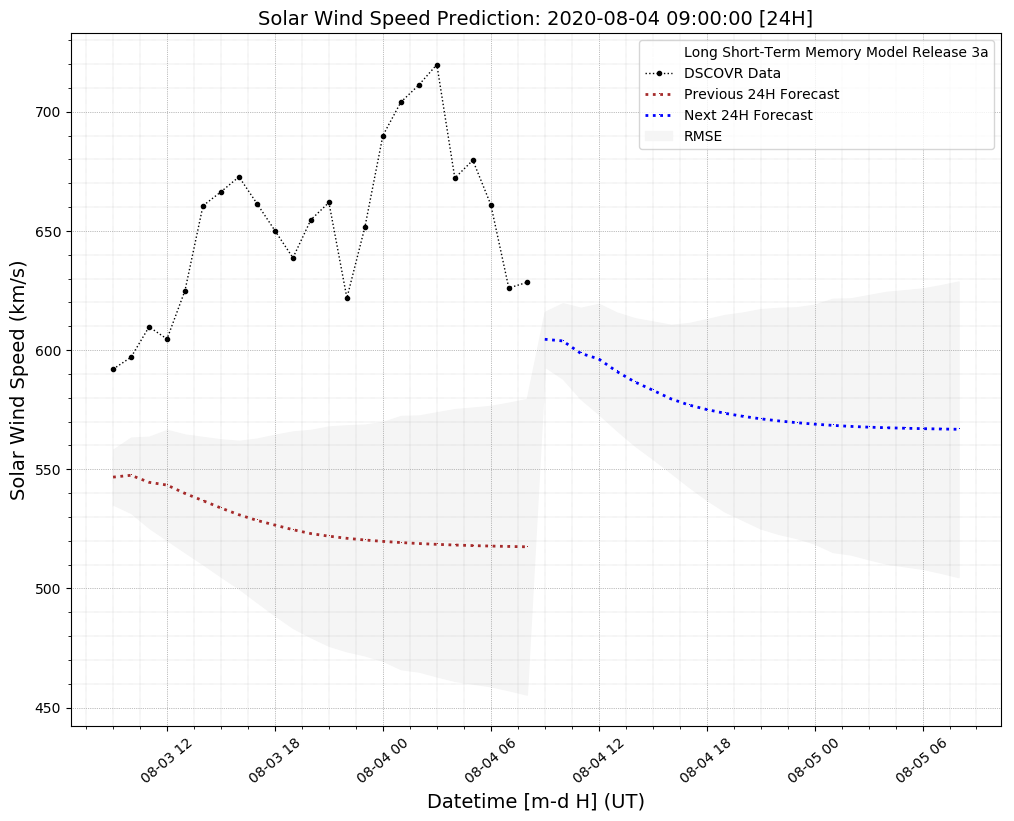 Solar Wind Speed Prediction: 2020-08-04 09:00:00 [24H]
Long Short-Term Memory Model Release 3a
DSCOVR Data
Previous 24H Forecast
Next 24H Forecast
RMSE
Solar Wind Speed (km/s)
700
650
600
550
500
450
08-03 12
08-03 18
08-04 00
08-04 06
08-04 12
08-04 18
08-05 00
08-05 06
Datetime [m-d H] (UT)